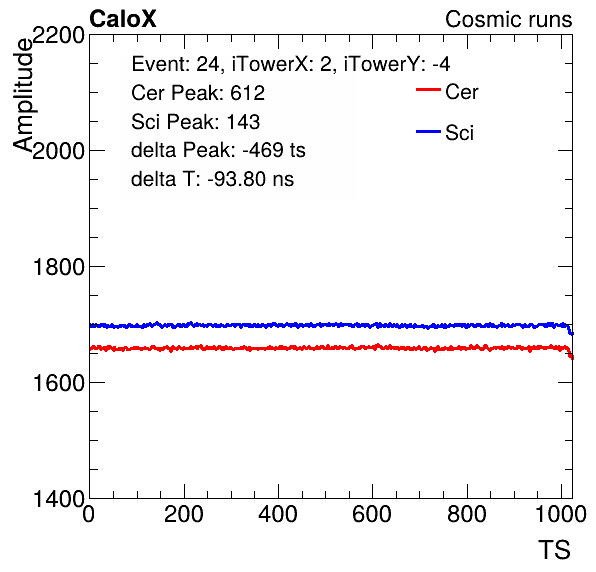 CaloX Cosmic runs
Amplitude
Event: 24, iTowerX: 2, iTowerY: -4
Cer Peak: 612
Sci Peak: 143
delta Peak: -469 ts
delta T: -93.80 ns
Cer
Sci
2200
2000
1800
1600
1400
0 200 400 600 800 1000
TS